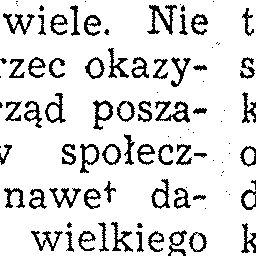 wiele. Nie
rzec okazy-
rząd posza-
społecz-
nawet da-
wielkiego